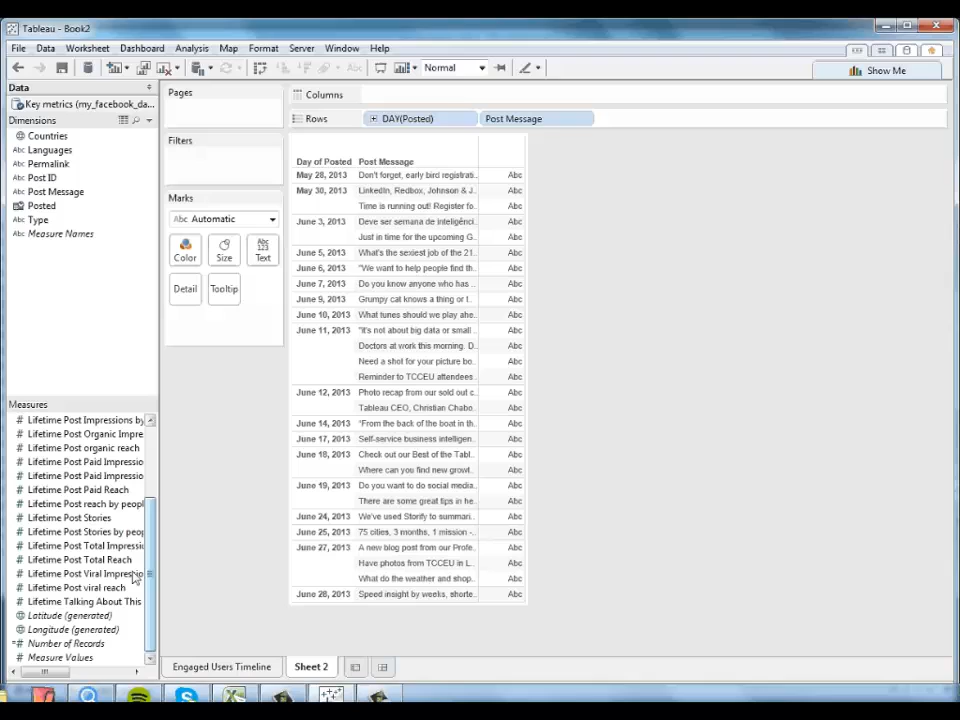 Tableau - Book2
File Data Worksheet Dashboard Analysis Map Format Server Window Help
Abc Normal
Show Me
Data
Key metrics (my_facebook_da...
Dimensions
Countries
Abc Languages
Abc Permalink
Abc Post ID
Abc Post Message
Posted
Abc Type
Abc Measure Names
Measures
# Lifetime Post Impressions by
# Lifetime Post Organic Impre
# Lifetime Post organic reach
# Lifetime Post Paid Impressio
# Lifetime Post Paid Impressio
# Lifetime Post Paid Reach
# Lifetime Post reach by peopl
# Lifetime Post Stories
# Lifetime Post Stories by peop
# Lifetime Post Total Impressi
# Lifetime Post Total Reach
# Lifetime Post Viral Impressio
# Lifetime Post viral reach
# Lifetime Talking About This
Latitude (generated)
Longitude (generated)
=# Number of Records
# Measure Values
Pages
Filters
Marks
Abc Automatic
Color Size Abc 123 Text
Detail Tooltip
Columns
Rows DAY(Posted) Post Message
Day of Posted Post Message
May 28, 2013 Don't forget, early bird registrati.. Abc
May 30, 2013 LinkedIn, Redbox, Johnson & J.. Abc
Time is running out! Register fo.. Abc
June 3, 2013 Deve ser semana de inteligênci.. Abc
Just in time for the upcoming G.. Abc
June 5, 2013 What's the sexiest job of the 21.. Abc
June 6, 2013 "We want to help people find th.. Abc
June 7, 2013 Do you know anyone who has .. Abc
June 9, 2013 Grumpy cat knows a thing or t.. Abc
June 10, 2013 What tunes should we play ahe.. Abc
June 11, 2013 "It's not about big data or small .. Abc
Doctors at work this morning. D.. Abc
Need a shot for your picture bo.. Abc
Reminder to TCCEU attendees .. Abc
June 12, 2013 Photo recap from our sold out c.. Abc
Tableau CEO, Christian Chabo.. Abc
June 14, 2013 "From the back of the boat in th.. Abc
June 17, 2013 Self-service business intelligen.. Abc
June 18, 2013 Check out our Best of the Tabl.. Abc
Where can you find new growt.. Abc
June 19, 2013 Do you want to do social media.. Abc
There are some great tips in he.. Abc
June 24, 2013 We've used Storify to summari.. Abc
June 25, 2013 75 cities, 3 months, 1 mission -.. Abc
June 27, 2013 A new blog post from our Profe.. Abc
Have photos from TCCEU in L.. Abc
What do the weather and shop.. Abc
June 28, 2013 Speed insight by weeks, shorte.. Abc
Engaged Users Timeline Sheet 2